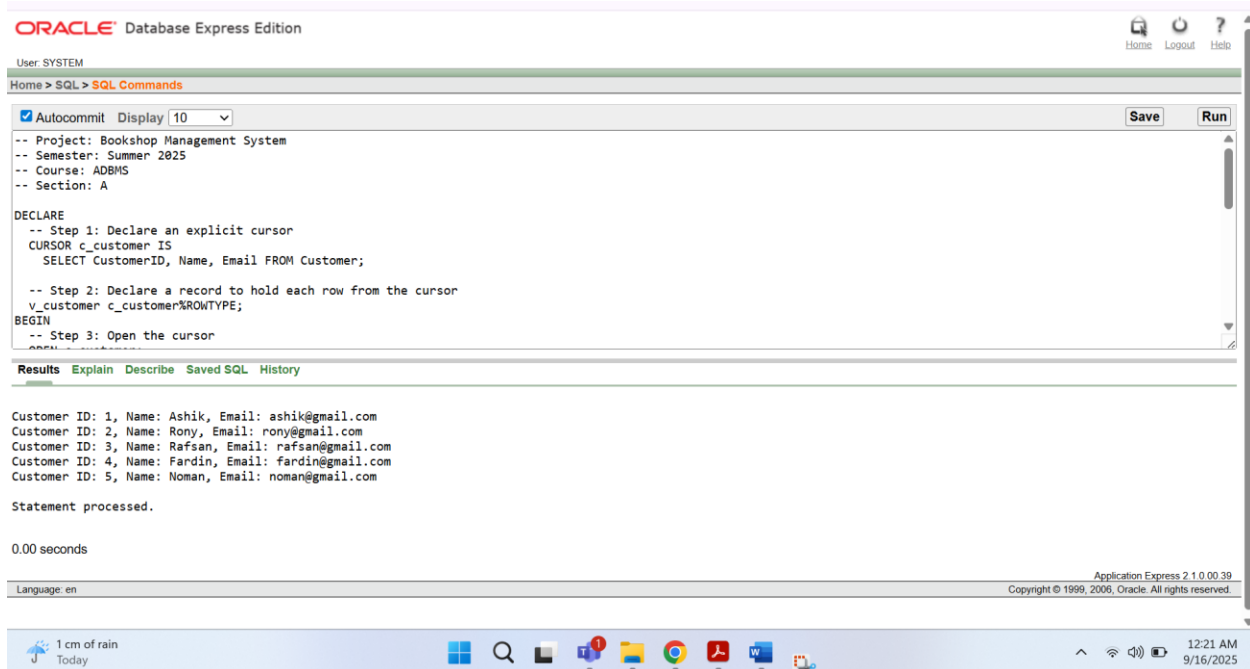 ORACLE Database Express Edition
Home Logout Help
User: SYSTEM
Home > SQL > SQL Commands
Autocommit Display 10 Save Run
-- Project: Bookshop Management System
-- Semester: Summer 2025
-- Course: ADBMS
-- Section: A
DECLARE
-- Step 1: Declare an explicit cursor
CURSOR c_customer IS
SELECT CustomerID, Name, Email FROM Customer;
-- Step 2: Declare a record to hold each row from the cursor
v_customer c_customer%ROWTYPE;
BEGIN
-- Step 3: Open the cursor
Results Explain Describe Saved SQL History
Customer ID: 1, Name: Ashik, Email: ashik@gmail.com
Customer ID: 2, Name: Rony, Email: rony@gmail.com
Customer ID: 3, Name: Rafsan, Email: rafsan@gmail.com
Customer ID: 4, Name: Fardin, Email: fardin@gmail.com
Customer ID: 5, Name: Noman, Email: noman@gmail.com
Statement processed.
0.00 seconds
Application Express 2.1.0.00.39
Language: en Copyright © 1999, 2006, Oracle. All rights reserved.
1 cm of rain
Today
1
12:21 AM
9/16/2025